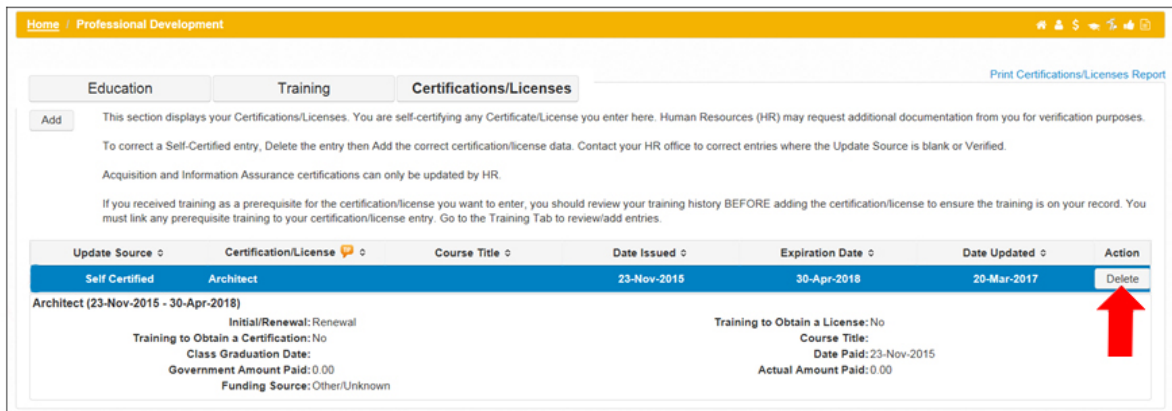 Home / Professional Development
Print Certifications/Licenses Report
Education Training Certifications/Licenses
Add
This section displays your Certifications/Licenses. You are self-certifying any Certificate/License you enter here. Human Resources (HR) may request additional documentation from you for verification purposes.
To correct a Self-Certified entry, Delete the entry then Add the correct certification/license data. Contact your HR office to correct entries where the Update Source is blank or Verified.
Acquisition and Information Assurance certifications can only be updated by HR.
If you received training as a prerequisite for the certification/license you want to enter, you should review your training history BEFORE adding the certification/license to ensure the training is on your record. You
must link any prerequisite training to your certification/license entry. Go to the Training Tab to review/add entries.
Update Source Certification/License Course Title Date Issued Expiration Date Date Updated Action
Self Certified Architect 23-Nov-2015 30-Apr-2018 20-Mar-2017 Delete
Architect (23-Nov-2015 - 30-Apr-2018)
Initial/Renewal: Renewal Training to Obtain a License: No
Training to Obtain a Certification: No Course Title:
Class Graduation Date: Date Paid: 23-Nov-2015
Government Amount Paid: 0.00 Actual Amount Paid: 0.00
Funding Source: Other/Unknown